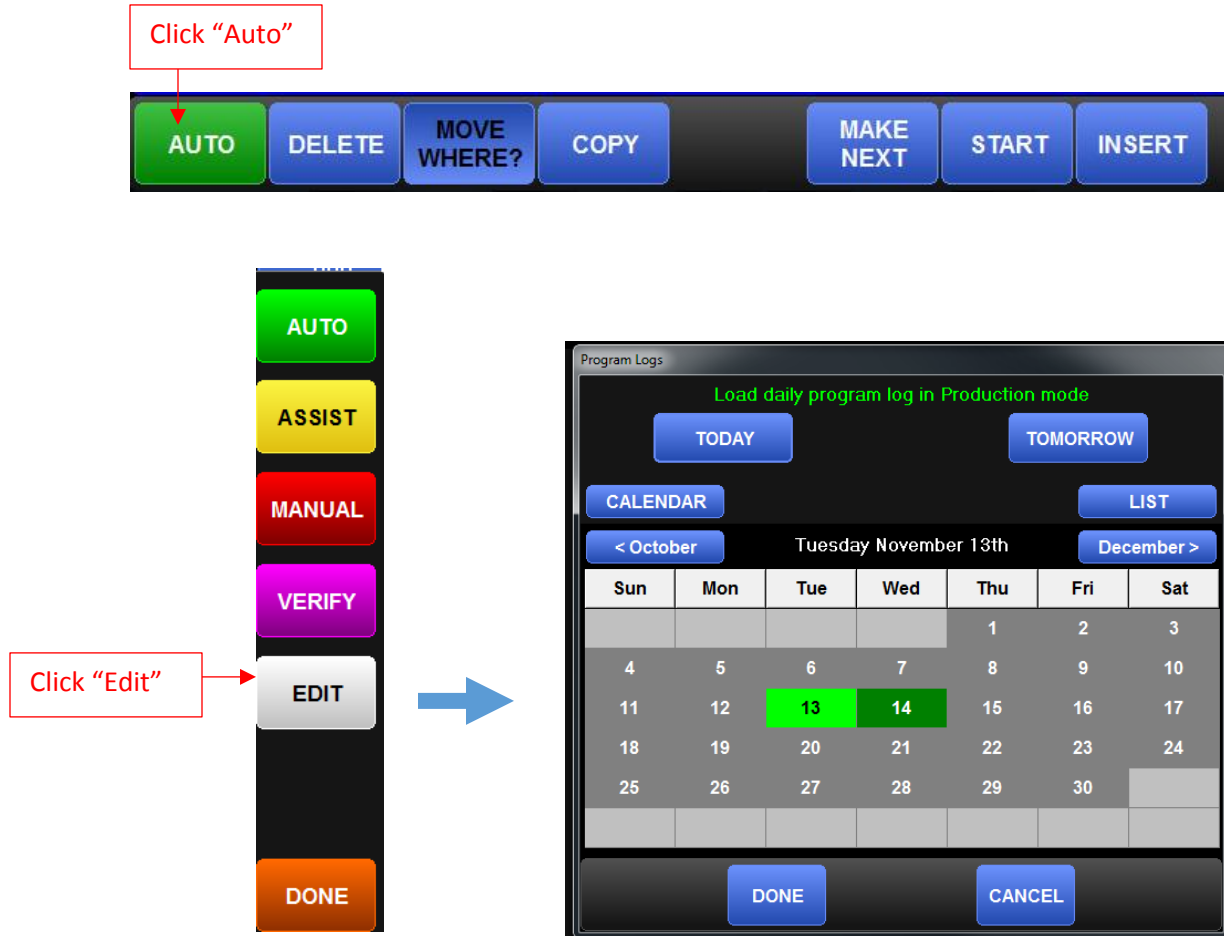 Click “Auto”
AUTO DELETE MOVE WHERE? COPY MAKE NEXT START INSERT
AUTO
ASSIST
MANUAL
VERIFY
Click “Edit”
EDIT
DONE
Program Logs
Load daily program log in Production mode
TODAY TOMORROW
CALENDAR LIST
< October Tuesday November 13th December >
Sun Mon Tue Wed Thu Fri Sat
1 2 3
4 5 6 7 8 9 10
11 12 13 14 15 16 17
18 19 20 21 22 23 24
25 26 27 28 29 30
DONE CANCEL